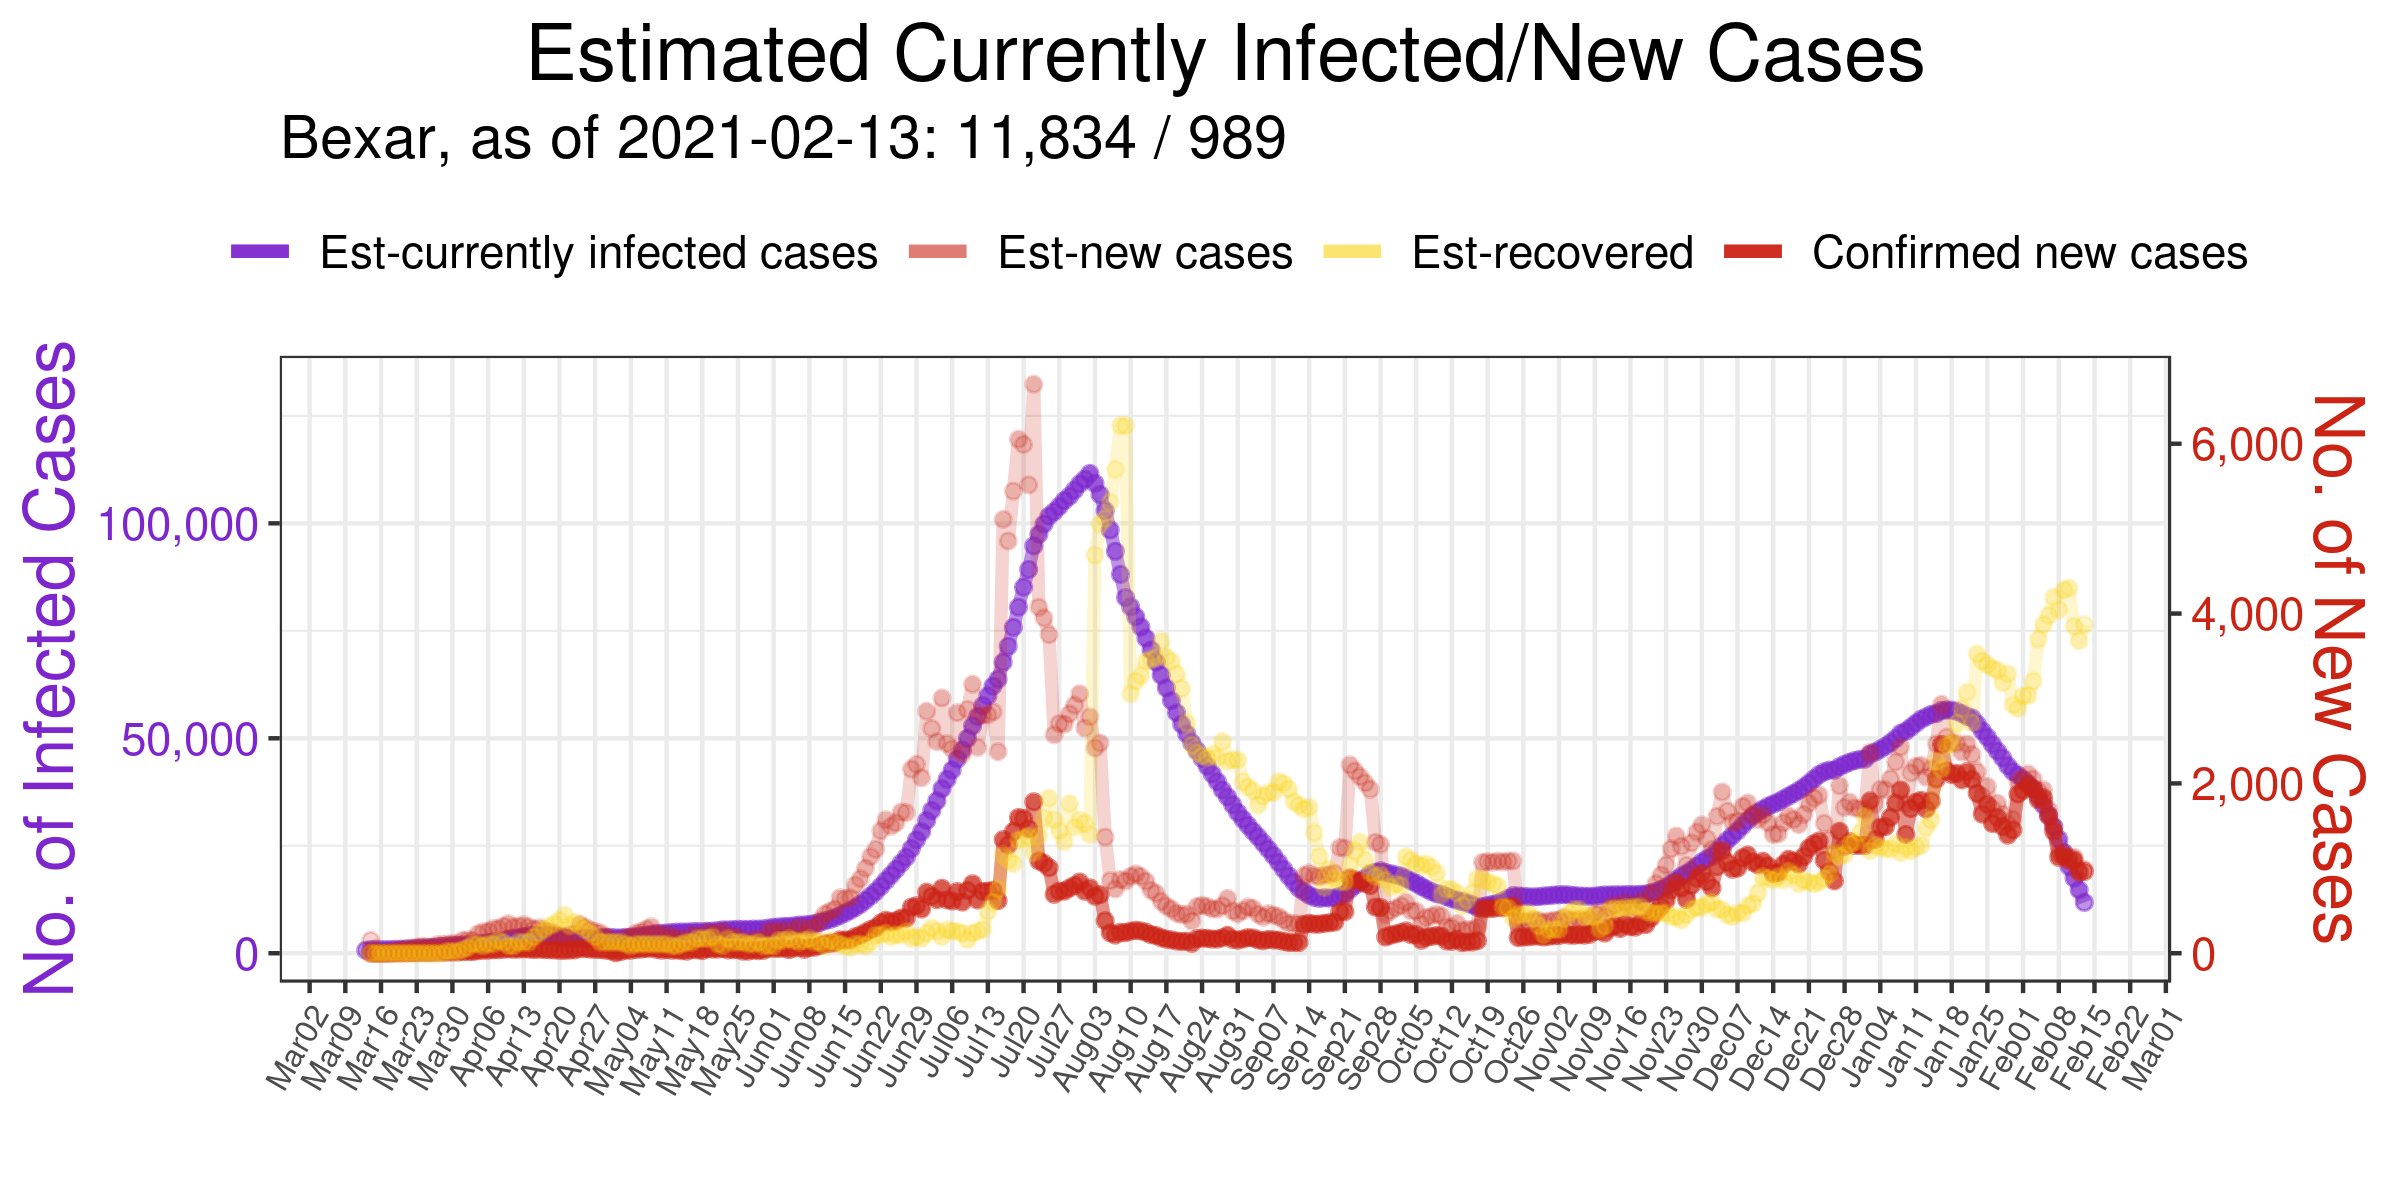 Estimated Currently Infected/New Cases
Bexar, as of 2021-02-13: 11,834 / 989
Est-currently infected cases Est-new cases Est-recovered Confirmed new cases
No. of Infected Cases
100,000
50,000
0
6,000
4,000
2,000
0
No. of New Cases
Mar02 Mar09 Mar16 Mar23 Mar30 Apr06 Apr13 Apr20 Apr27 May04 May11 May18 May25 Jun01 Jun08 Jun15 Jun22 Jun29 Jul06 Jul13 Jul20 Jul27 Aug03 Aug10 Aug17 Aug24 Aug31 Sep07 Sep14 Sep21 Sep28 Oct05 Oct12 Oct19 Oct26 Nov02 Nov09 Nov16 Nov23 Nov30 Dec07 Dec14 Dec21 Dec28 Jan04 Jan11 Jan18 Jan25 Feb01 Feb08 Feb15 Feb22 Mar01